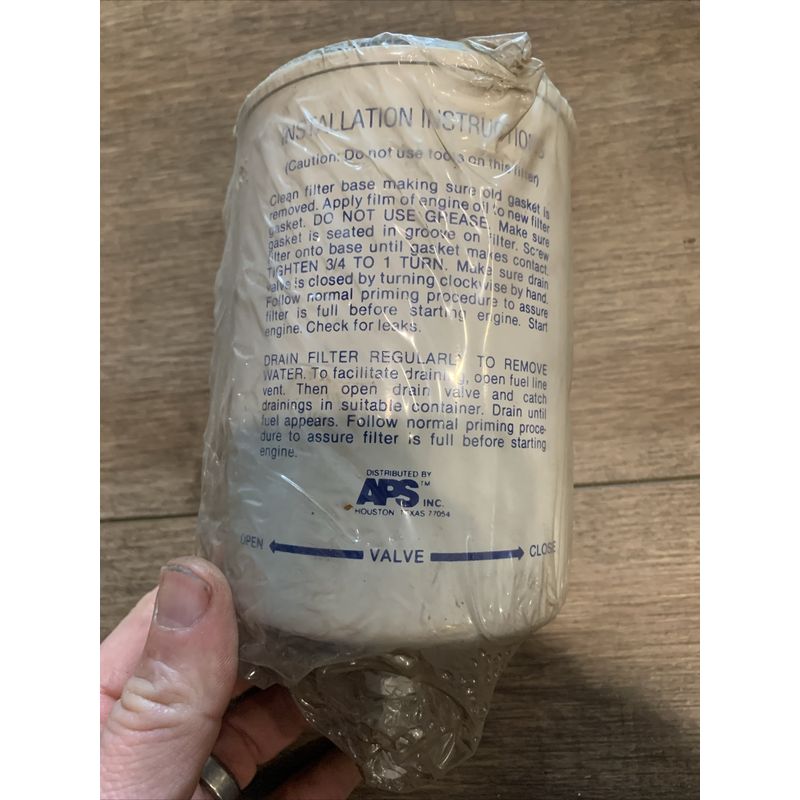 INSTALLATION INSTRUCTIONS
(Caution: Do not use tools on this filter)
Clean filter base making sure old gasket is
removed. Apply film of engine oil to new filter
gasket. DO NOT USE GREASE. Make sure
gasket is seated in groove on filter. Screw
filter onto base until gasket makes contact.
TIGHTEN 3/4 TO 1 TURN. Make sure drain
valve is closed by turning clockwise by hand.
Follow normal priming procedure to assure
filter is full before starting engine. Start
engine. Check for leaks.
DRAIN FILTER REGULARLY TO REMOVE
WATER. To facilitate draining, open fuel line
vent. Then open drain valve and catch
drainings in suitable container. Drain until
fuel appears. Follow normal priming proce-
dure to assure filter is full before starting
engine.
DISTRIBUTED BY
APS™ INC.
HOUSTON, TEXAS 77054
OPEN VALVE CLOSE